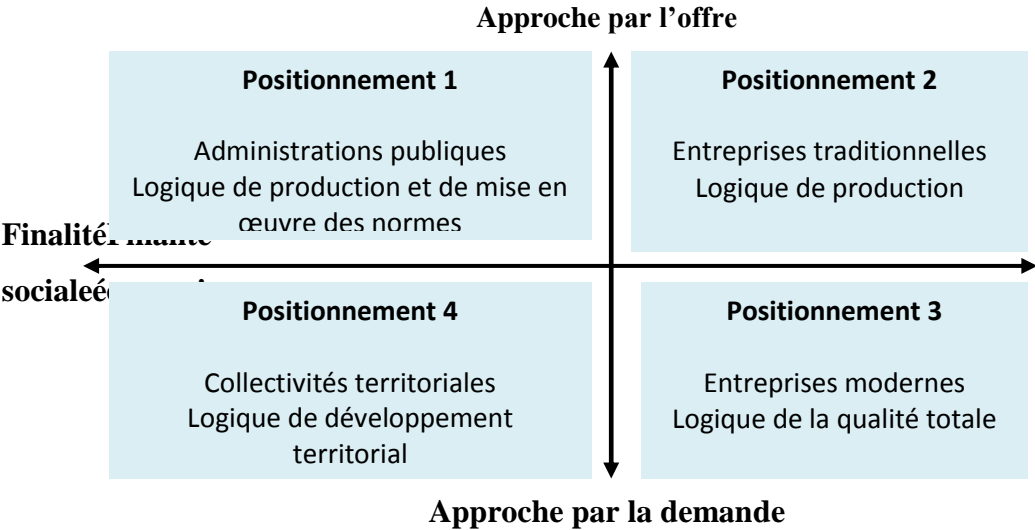 Approche par l’offre
Positionnement 1
Administrations publiques
Logique de production et de mise en
œuvre des normes
Positionnement 2
Entreprises traditionnelles
Logique de production
Finalité
sociale
Positionnement 4
Collectivités territoriales
Logique de développement
territorial
Positionnement 3
Entreprises modernes
Logique de la qualité totale
Approche par la demande